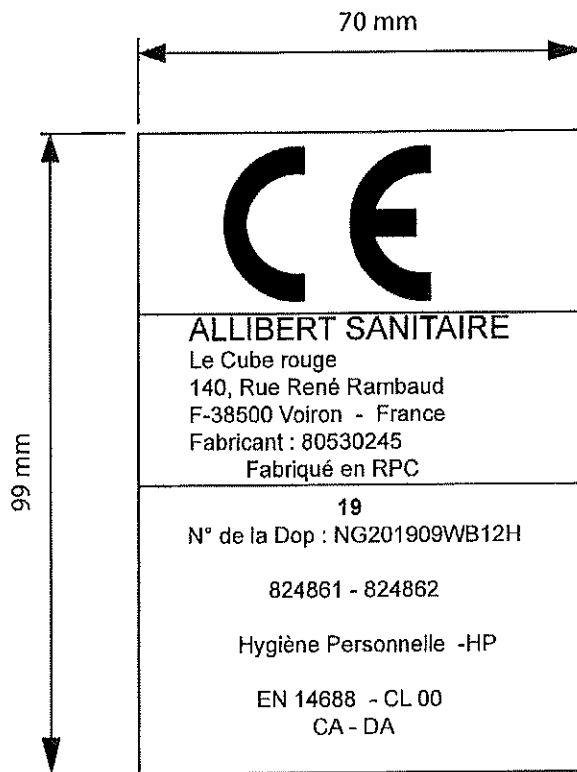 70 mm
99 mm
CE
ALLIBERT SANITAIRE
Le Cube rouge
140, Rue René Rambaud
F-38500 Voiron - France
Fabricant : 80530245
Fabriqué en RPC
19
N° de la Dop : NG201909WB12H
824861 - 824862
Hygiène Personnelle -HP
EN 14688 - CL 00
CA - DA